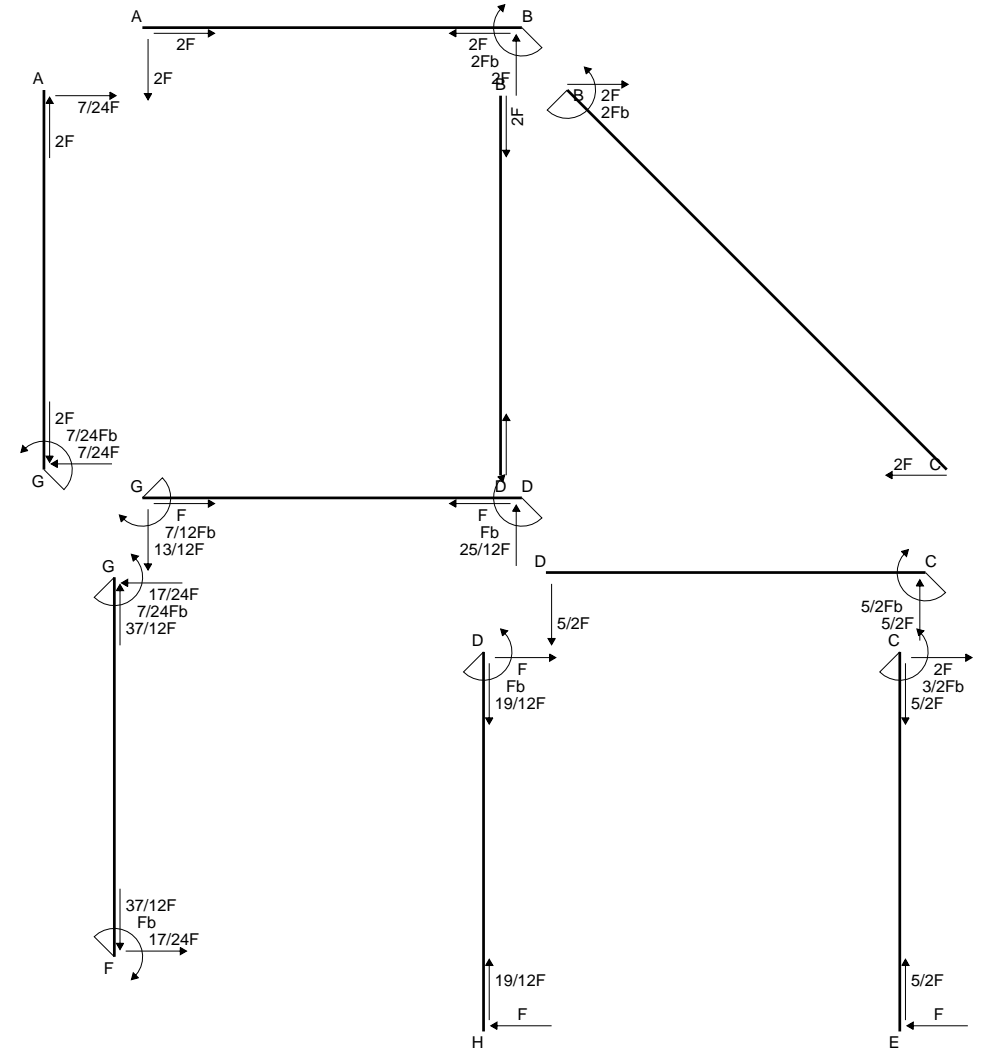 A
B
2F
2F
2Fb
2F
2F
A
7/24F
2F
B
2F
B
2F
2Fb
2F
7/24Fb
7/24F
G
2F
C
D
G
D
F
7/12Fb
13/12F
F
Fb
25/12F
G
17/24F
7/24Fb
37/12F
D
C
5/2F
5/2Fb
5/2F
D
F
Fb
19/12F
C
2F
3/2Fb
5/2F
37/12F
Fb
17/24F
F
19/12F
F
H
5/2F
F
E